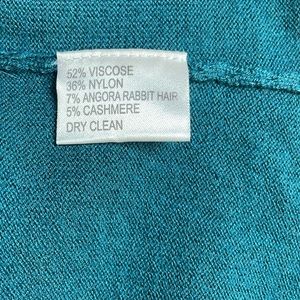 52% VISCOSE
36% NYLON
7% ANGORA RABBIT HAIR
5% CASHMERE
DRY CLEAN